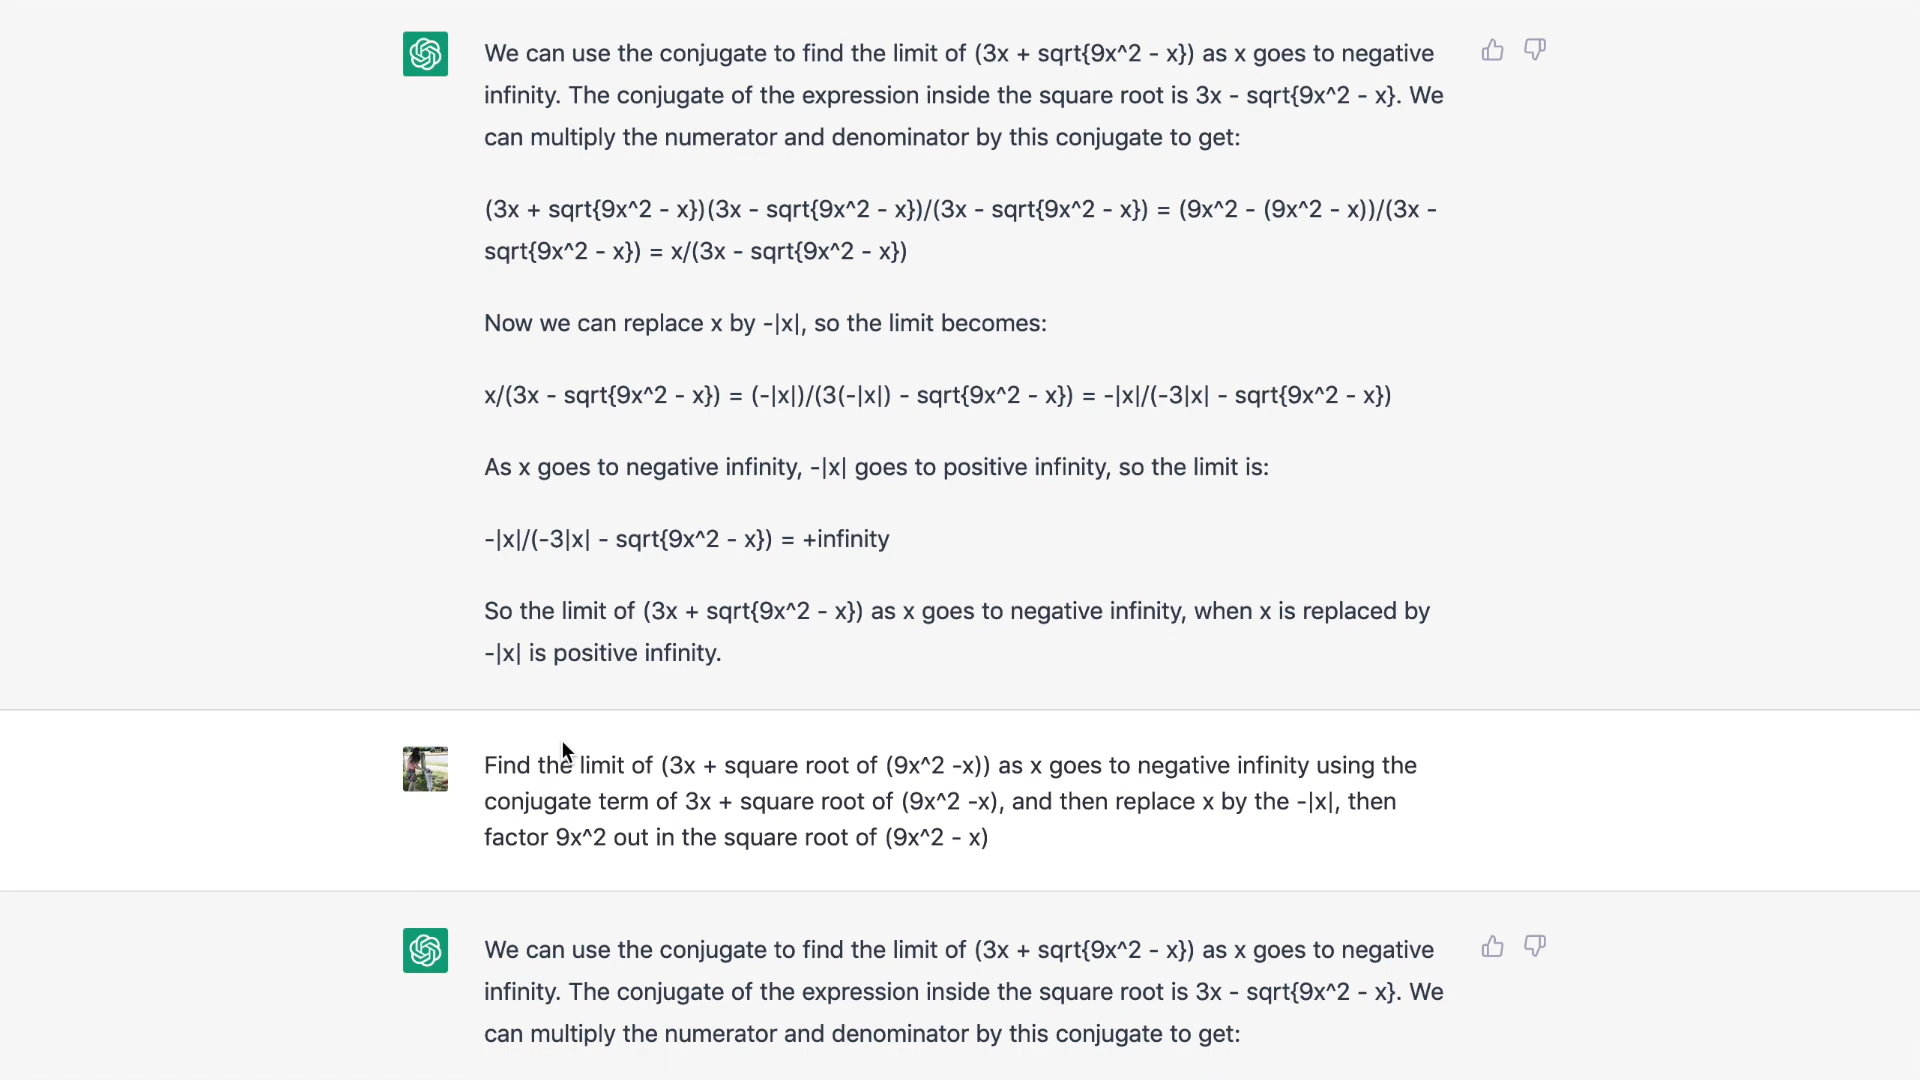 We can use the conjugate to find the limit of (3x + sqrt{9x^2 - x}) as x goes to negative
infinity. The conjugate of the expression inside the square root is 3x - sqrt{9x^2 - x}. We
can multiply the numerator and denominator by this conjugate to get:
(3x + sqrt{9x^2 - x})(3x - sqrt{9x^2 - x})/(3x - sqrt{9x^2 - x}) = (9x^2 - (9x^2 - x))/(3x -
sqrt{9x^2 - x}) = x/(3x - sqrt{9x^2 - x})
Now we can replace x by -|x|, so the limit becomes:
x/(3x - sqrt{9x^2 - x}) = (-|x|)/(3(-|x|) - sqrt{9x^2 - x}) = -|x|/(-3|x| - sqrt{9x^2 - x})
As x goes to negative infinity, -|x| goes to positive infinity, so the limit is:
-|x|/(-3|x| - sqrt{9x^2 - x}) = +infinity
So the limit of (3x + sqrt{9x^2 - x}) as x goes to negative infinity, when x is replaced by
-|x| is positive infinity.
Find the limit of (3x + square root of (9x^2 -x)) as x goes to negative infinity using the
conjugate term of 3x + square root of (9x^2 -x), and then replace x by the -|x|, then
factor 9x^2 out in the square root of (9x^2 - x)
We can use the conjugate to find the limit of (3x + sqrt{9x^2 - x}) as x goes to negative
infinity. The conjugate of the expression inside the square root is 3x - sqrt{9x^2 - x}. We
can multiply the numerator and denominator by this conjugate to get: